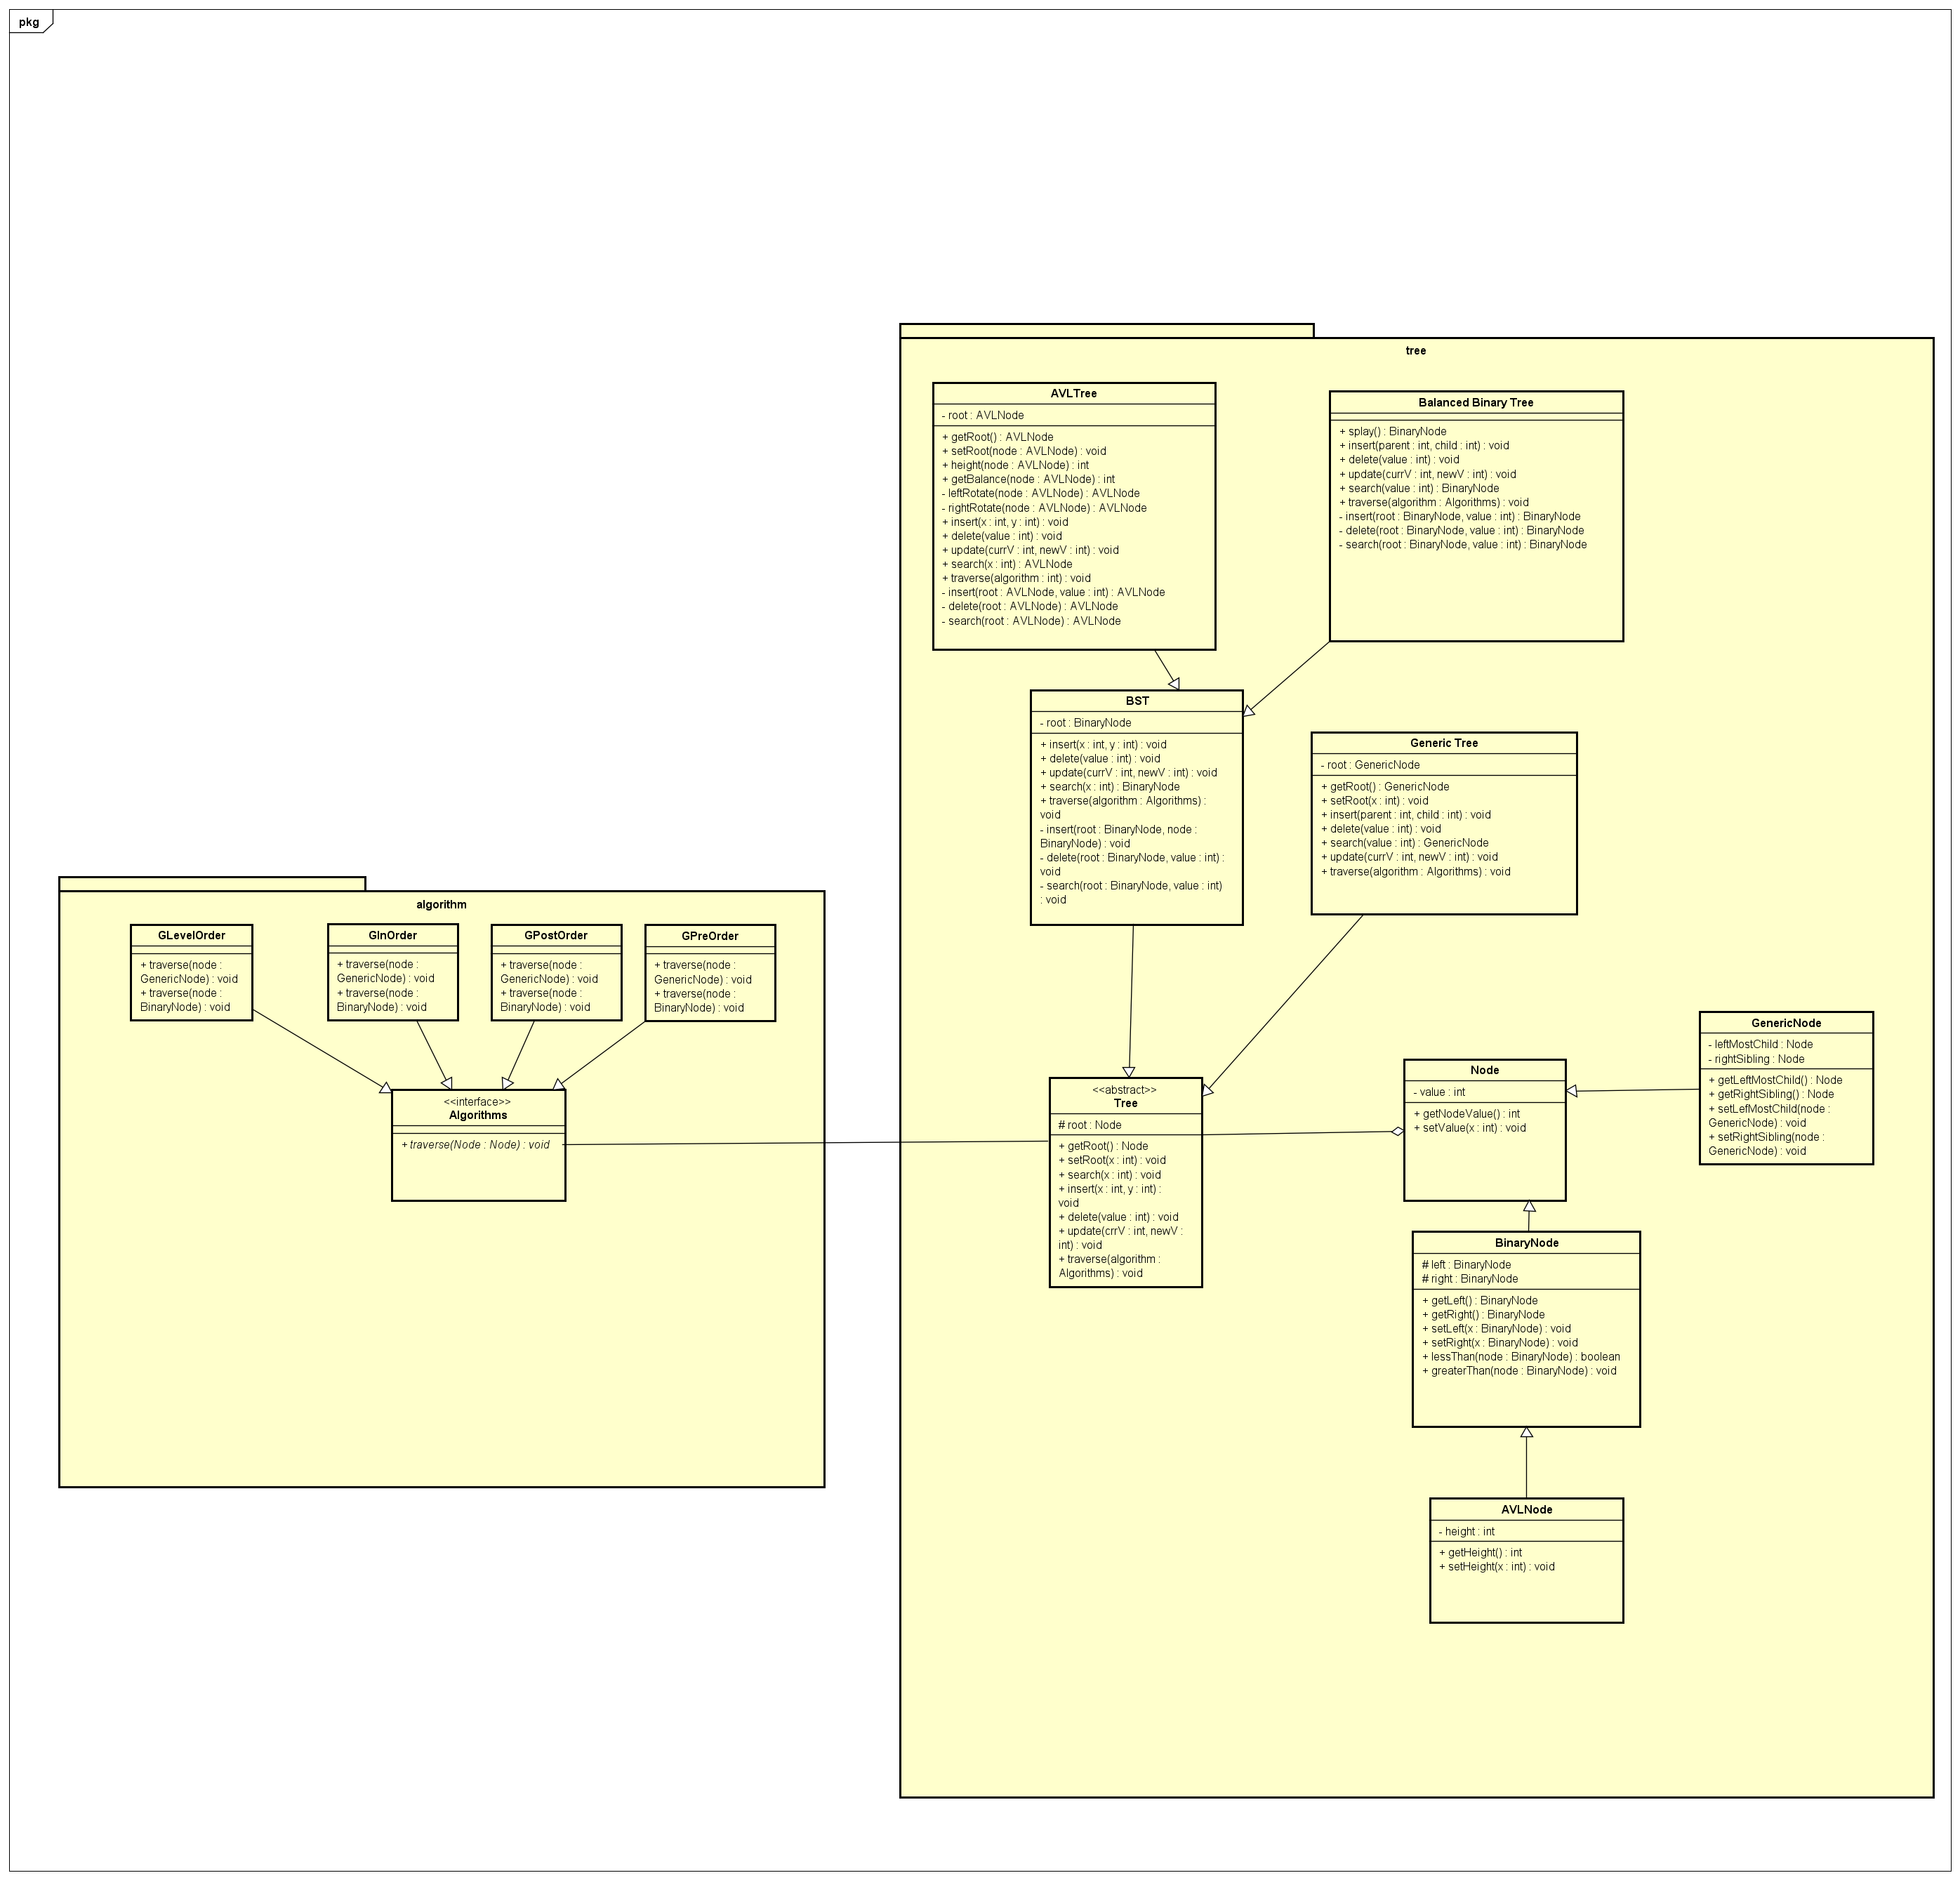 pkg
tree
AVLTree
- root : AVLNode
+ getRoot() : AVLNode
+ setRoot(node : AVLNode) : void
+ height(node : AVLNode) : int
+ getBalance(node : AVLNode) : int
- leftRotate(node : AVLNode) : AVLNode
- rightRotate(node : AVLNode) : AVLNode
+ insert(x : int, y : int) : void
+ delete(value : int) : void
+ update(currV : int, newV : int) : void
+ search(x : int) : AVLNode
+ traverse(algorithm : int) : void
- insert(root : AVLNode, value : int) : AVLNode
- delete(root : AVLNode) : AVLNode
- search(root : AVLNode) : AVLNode
Balanced Binary Tree
+ splay() : BinaryNode
+ insert(parent : int, child : int) : void
+ delete(value : int) : void
+ update(currV : int, newV : int) : void
+ search(value : int) : BinaryNode
+ traverse(algorithm : Algorithms) : void
- insert(root : BinaryNode, value : int) : BinaryNode
- delete(root : BinaryNode, value : int) : BinaryNode
- search(root : BinaryNode, value : int) : BinaryNode
BST
- root : BinaryNode
+ insert(x : int, y : int) : void
+ delete(value : int) : void
+ update(currV : int, newV : int) : void
+ search(x : int) : BinaryNode
+ traverse(algorithm : Algorithms) :
void
- insert(root : BinaryNode, node :
BinaryNode) : void
- delete(root : BinaryNode, value : int) :
void
- search(root : BinaryNode, value : int)
: void
Generic Tree
- root : GenericNode
+ getRoot() : GenericNode
+ setRoot(x : int) : void
+ insert(parent : int, child : int) : void
+ delete(value : int) : void
+ search(value : int) : GenericNode
+ update(currV : int, newV : int) : void
+ traverse(algorithm : Algorithms) : void
algorithm
GLevelOrder
+ traverse(node :
GenericNode) : void
+ traverse(node :
BinaryNode) : void
GInOrder
+ traverse(node :
GenericNode) : void
+ traverse(node :
BinaryNode) : void
GPostOrder
+ traverse(node :
GenericNode) : void
+ traverse(node :
BinaryNode) : void
GPreOrder
+ traverse(node :
GenericNode) : void
+ traverse(node :
BinaryNode) : void
<<interface>>
Algorithms
+ traverse(Node : Node) : void
<<abstract>>
Tree
# root : Node
+ getRoot() : Node
+ setRoot(x : int) : void
+ search(x : int) : void
+ insert(x : int, y : int) :
void
+ delete(value : int) : void
+ update(crrV : int, newV :
int) : void
+ traverse(algorithm :
Algorithms) : void
Node
- value : int
+ getNodeValue() : int
+ setValue(x : int) : void
GenericNode
- leftMostChild : Node
- rightSibling : Node
+ getLeftMostChild() : Node
+ getRightSibling() : Node
+ setLefMostChild(node :
GenericNode) : void
+ setRightSibling(node :
GenericNode) : void
BinaryNode
# left : BinaryNode
# right : BinaryNode
+ getLeft() : BinaryNode
+ getRight() : BinaryNode
+ setLeft(x : BinaryNode) : void
+ setRight(x : BinaryNode) : void
+ lessThan(node : BinaryNode) : boolean
+ greaterThan(node : BinaryNode) : void
AVLNode
- height : int
+ getHeight() : int
+ setHeight(x : int) : void